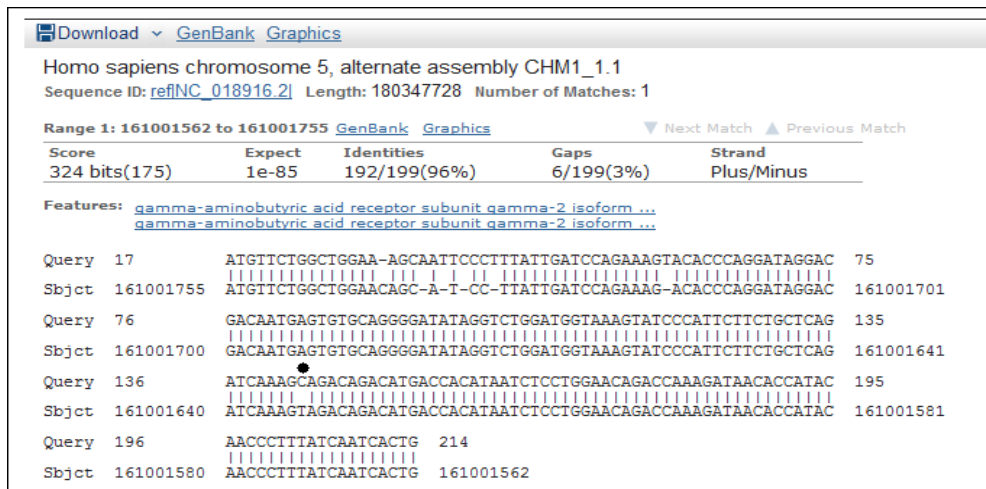 Download GenBank Graphics
Homo sapiens chromosome 5, alternate assembly CHM1_1.1
Sequence ID: ref|NC_018916.2| Length: 180347728 Number of Matches: 1
Range 1: 161001562 to 161001755 GenBank Graphics Next Match Previous Match
Score Expect Identities Gaps Strand
324 bits(175) 1e-85 192/199(96%) 6/199(3%) Plus/Minus
Features: gamma-aminobutyric acid receptor subunit gamma-2 isoform ...
gamma-aminobutyric acid receptor subunit gamma-2 isoform ...
Query 17 ATGTTCTGGCTGGAA-AGCAATTCCCTTTATTGATCCAGAAAGTACACCCAGGATAGGAC 75
Sbjct 161001755 ATGTTCTGGCTGGAACAGC-A-T-CC-TTATTGATCCAGAAAG-ACACCCAGGATAGGAC 161001701
Query 76 GACAATGAGTGTGCAGGGGATATAGGTCTGGATGGTAAAGTATCCCATTCTTCTGCTCAG 135
Sbjct 161001700 GACAATGAGTGTGCAGGGGATATAGGTCTGGATGGTAAAGTATCCCATTCTTCTGCTCAG 161001641
Query 136 ATCAAAGCAGACAGACATGACCACATAATCTCCTGGAACAGACCAAAGATAACACCATAC 195
Sbjct 161001640 ATCAAAGTAGACAGACATGACCACATAATCTCCTGGAACAGACCAAAGATAACACCATAC 161001581
Query 196 AACCCTTTATCAATCACTG 214
Sbjct 161001580 AACCCTTTATCAATCACTG 161001562